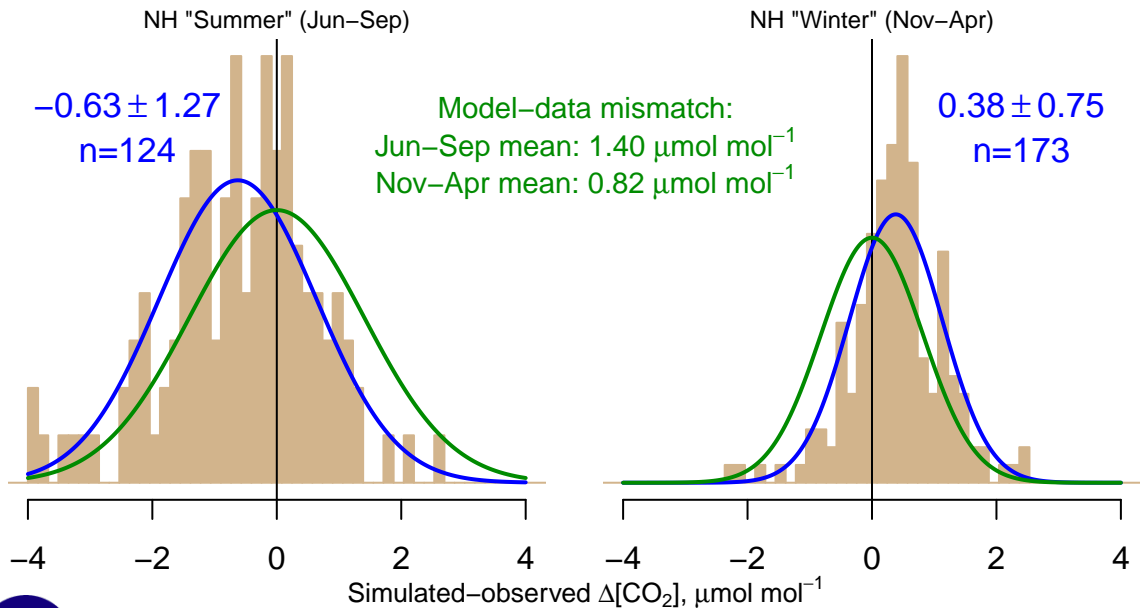 NH "Summer" (Jun−Sep)
NH "Winter" (Nov−Apr)
−0.63 ± 1.27
n=124
Model−data mismatch:
Jun−Sep mean: 1.40 μmol mol⁻¹
Nov−Apr mean: 0.82 μmol mol⁻¹
0.38 ± 0.75
n=173
−4 −2 0 2 4
−4 −2 0 2 4
Simulated−observed Δ[CO₂], μmol mol⁻¹